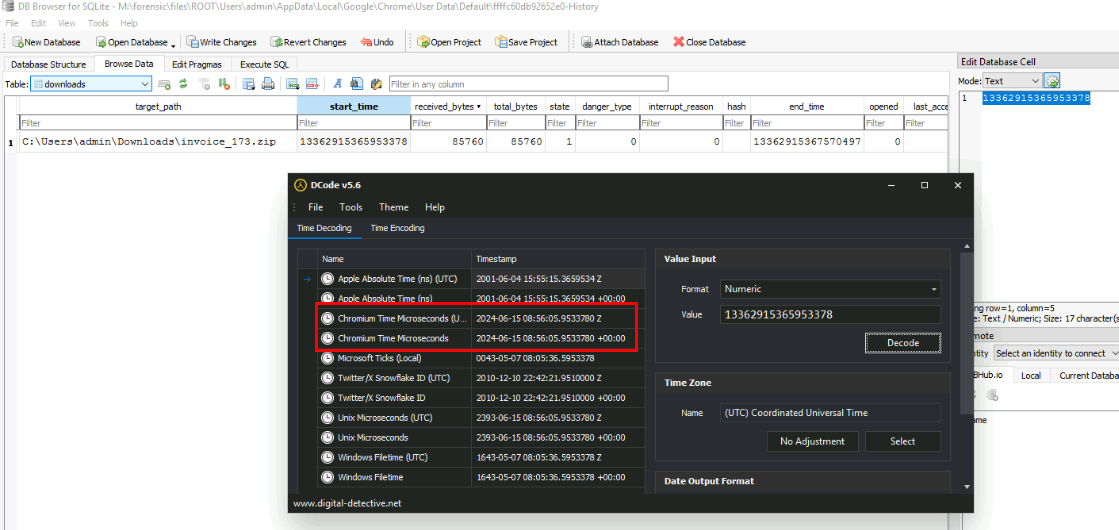 DB Browser for SQLite - M:\forensic\files\ROOT\Users\admin\AppData\Local\Google\Chrome\User Data\Default\ffffc60db92652e0-History
File Edit View Tools Help
New Database Open Database Write Changes Revert Changes Undo Open Project Save Project Attach Database Close Database
Database Structure Browse Data Edit Pragmas Execute SQL
Table: downloads Filter in any column
target_path start_time received_bytes total_bytes state danger_type interrupt_reason hash end_time opened last_acce
Filter Filter Filter Filter Filter Filter Filter Filter Filter Filter Filter
1 C:\Users\admin\Downloads\invoice_173.zip 13362915365953378 85760 85760 1 0 0 13362915367570497 0
Edit Database Cell
Mode: Text
1 13362915365953378
DCode v5.6
File Tools Theme Help
Time Decoding Time Encoding
Name Timestamp
Apple Absolute Time (ns) (UTC) 2001-06-04 15:55:15.3659534 Z
Apple Absolute Time (ns) 2001-06-04 15:55:15.3659534 +00:00
Chromium Time Microseconds (U... 2024-06-15 08:56:05.9533780 Z
Chromium Time Microseconds 2024-06-15 08:56:05.9533780 +00:00
Microsoft Ticks (Local) 0043-05-07 08:05:36.5953378
Twitter/X Snowflake ID (UTC) 2010-12-10 22:42:21.9510000 Z
Twitter/X Snowflake ID 2010-12-10 22:42:21.9510000 +00:00
Unix Microseconds (UTC) 2393-06-15 08:56:05.9533780 Z
Unix Microseconds 2393-06-15 08:56:05.9533780 +00:00
Windows Filetime (UTC) 1643-05-07 08:05:36.5953378 Z
Windows Filetime 1643-05-07 08:05:36.5953378 +00:00
Value Input
Format Numeric
Value 13362915365953378
Decode
Time Zone
Name (UTC) Coordinated Universal Time
No Adjustment Select
Date Output Format
www.digital-detective.net
ng row=1, column=5
e: Text / Numeric; Size: 17 character(s
mote
ntity Select an identity to connect
BHub.io Local Current Databa
ame